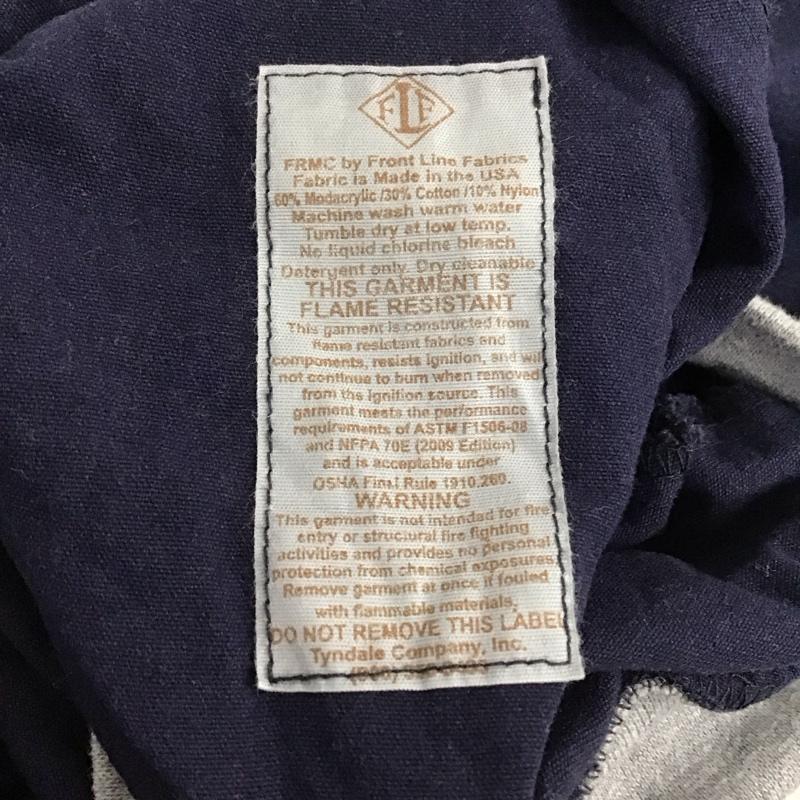 FLF
FRMC by Front Line Fabrics
Fabric is Made in the USA
60% Modacrylic /30% Cotton /10% Nylon
Machine wash warm water
Tumble dry at low temp.
No liquid chlorine bleach
Detergent only. Dry cleanable
THIS GARMENT IS
FLAME RESISTANT
This garment is constructed from
flame resistant fabrics and
components, resists ignition, and will
not continue to burn when removed
from the ignition source. This
garment meets the performance
requirements of ASTM F1506-08
and NFPA 70E (2009 Edition)
and is acceptable under
OSHA Final Rule 1910.269.
WARNING
This garment is not intended for fire
entry or structural fire fighting
activities and provides no personal
protection from chemical exposures.
Remove garment at once if fouled
with flammable materials.
DO NOT REMOVE THIS LABEL
Tyndale Company, Inc.